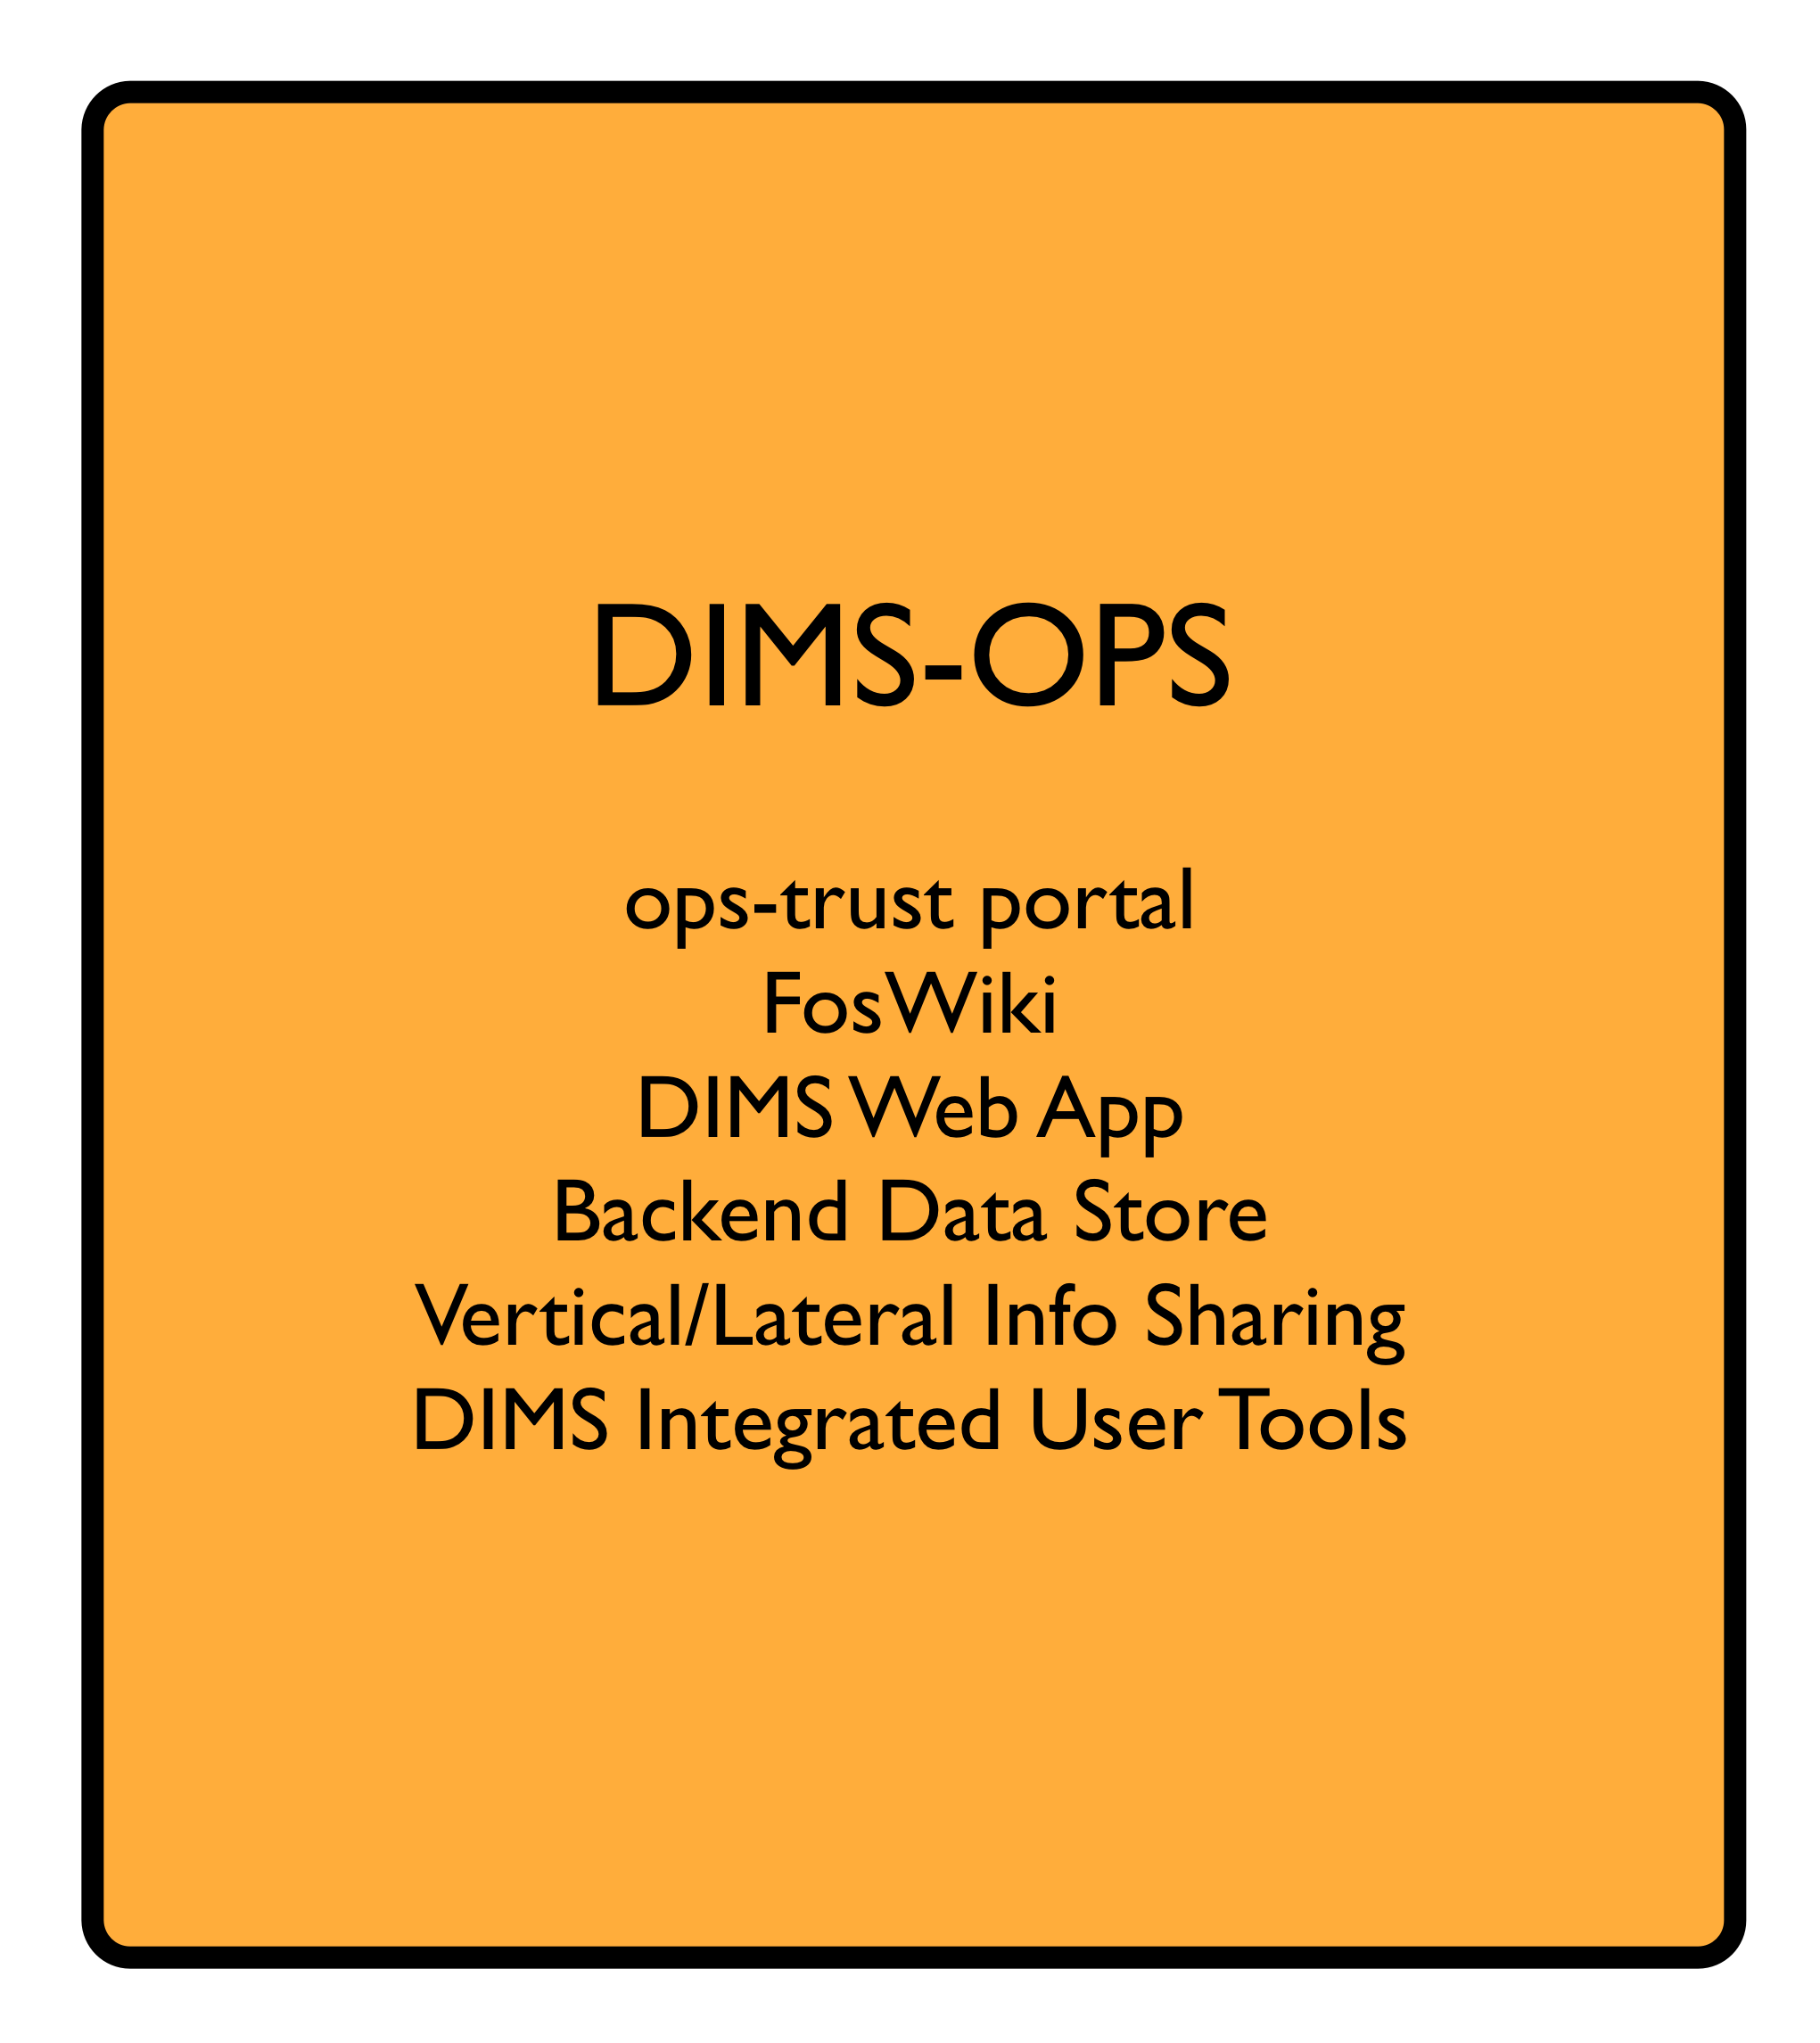 DIMS-OPS
ops-trust portal
FosWiki
DIMS Web App
Backend Data Store
Vertical/Lateral Info Sharing
DIMS Integrated User Tools